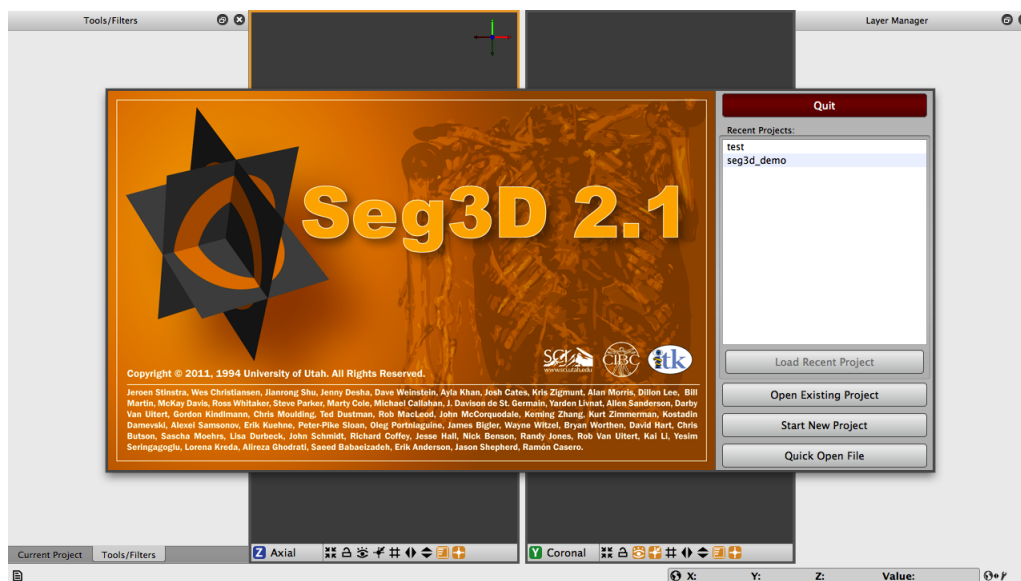 Tools/Filters
Layer Manager
Quit
Recent Projects:
test
seg3d_demo
Seg3D 2.1
SCI
www.sci.utah.edu
CIBC
itk
Copyright © 2011, 1994 University of Utah. All Rights Reserved.
Jeroen Stinstra, Wes Christiansen, Jianrong Shu, Jenny Desha, Dave Weinstein, Ayla Khan, Josh Cates, Kris Zigmunt, Alan Morris, Dillon Lee, Bill
Martin, McKay Davis, Ross Whitaker, Steve Parker, Marty Cole, Michael Callahan, J. Davison de St. Germain, Yarden Livnat, Allen Sanderson, Darby
Van Uitert, Gordon Kindlmann, Chris Moulding, Ted Dustman, Rob MacLeod, John McCorquodale, Keming Zhang, Kurt Zimmerman, Kostadin
Damevski, Alexei Samsonov, Erik Kuehne, Peter-Pike Sloan, Oleg Portniaguine, James Bigler, Wayne Witzel, Bryan Worthen, David Hart, Chris
Butson, Sascha Moehrs, Lisa Durbeck, John Schmidt, Richard Coffey, Jesse Hall, Nick Benson, Randy Jones, Rob Van Uitert, Kai Li, Yesim
Seringagoglu, Lorena Kreda, Alireza Ghodrati, Saeed Babaeizadeh, Erik Anderson, Jason Shepherd, Ramón Casero.
Load Recent Project
Open Existing Project
Start New Project
Quick Open File
Current Project
Tools/Filters
Z Axial
Y Coronal
X:
Y:
Z:
Value: